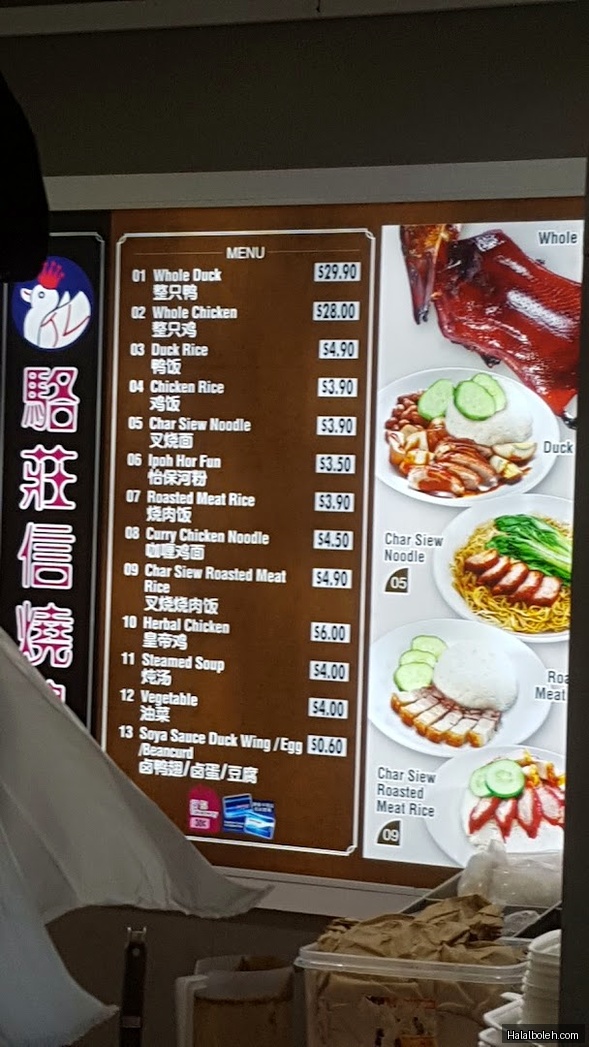 駱莊信燒
MENU
01 Whole Duck $29.90
整只鸭
02 Whole Chicken $28.00
整只鸡
03 Duck Rice $4.90
鸭饭
04 Chicken Rice $3.90
鸡饭
05 Char Siew Noodle $3.90
叉烧面
06 Ipoh Hor Fun $3.50
怡保河粉
07 Roasted Meat Rice $3.90
烧肉饭
08 Curry Chicken Noodle $4.50
咖喱鸡面
09 Char Siew Roasted Meat $4.90
Rice
叉烧烧肉饭
10 Herbal Chicken $6.00
皇帝鸡
11 Steamed Soup $4.00
炖汤
12 Vegetable $4.00
油菜
13 Soya Sauce Duck Wing /Egg $0.60
/Beancurd
卤鸭翅/卤蛋/豆腐
Whole
Duck
Char Siew
Noodle
05
Roa
Meat
Char Siew
Roasted
Meat Rice
09
Halalboleh.com